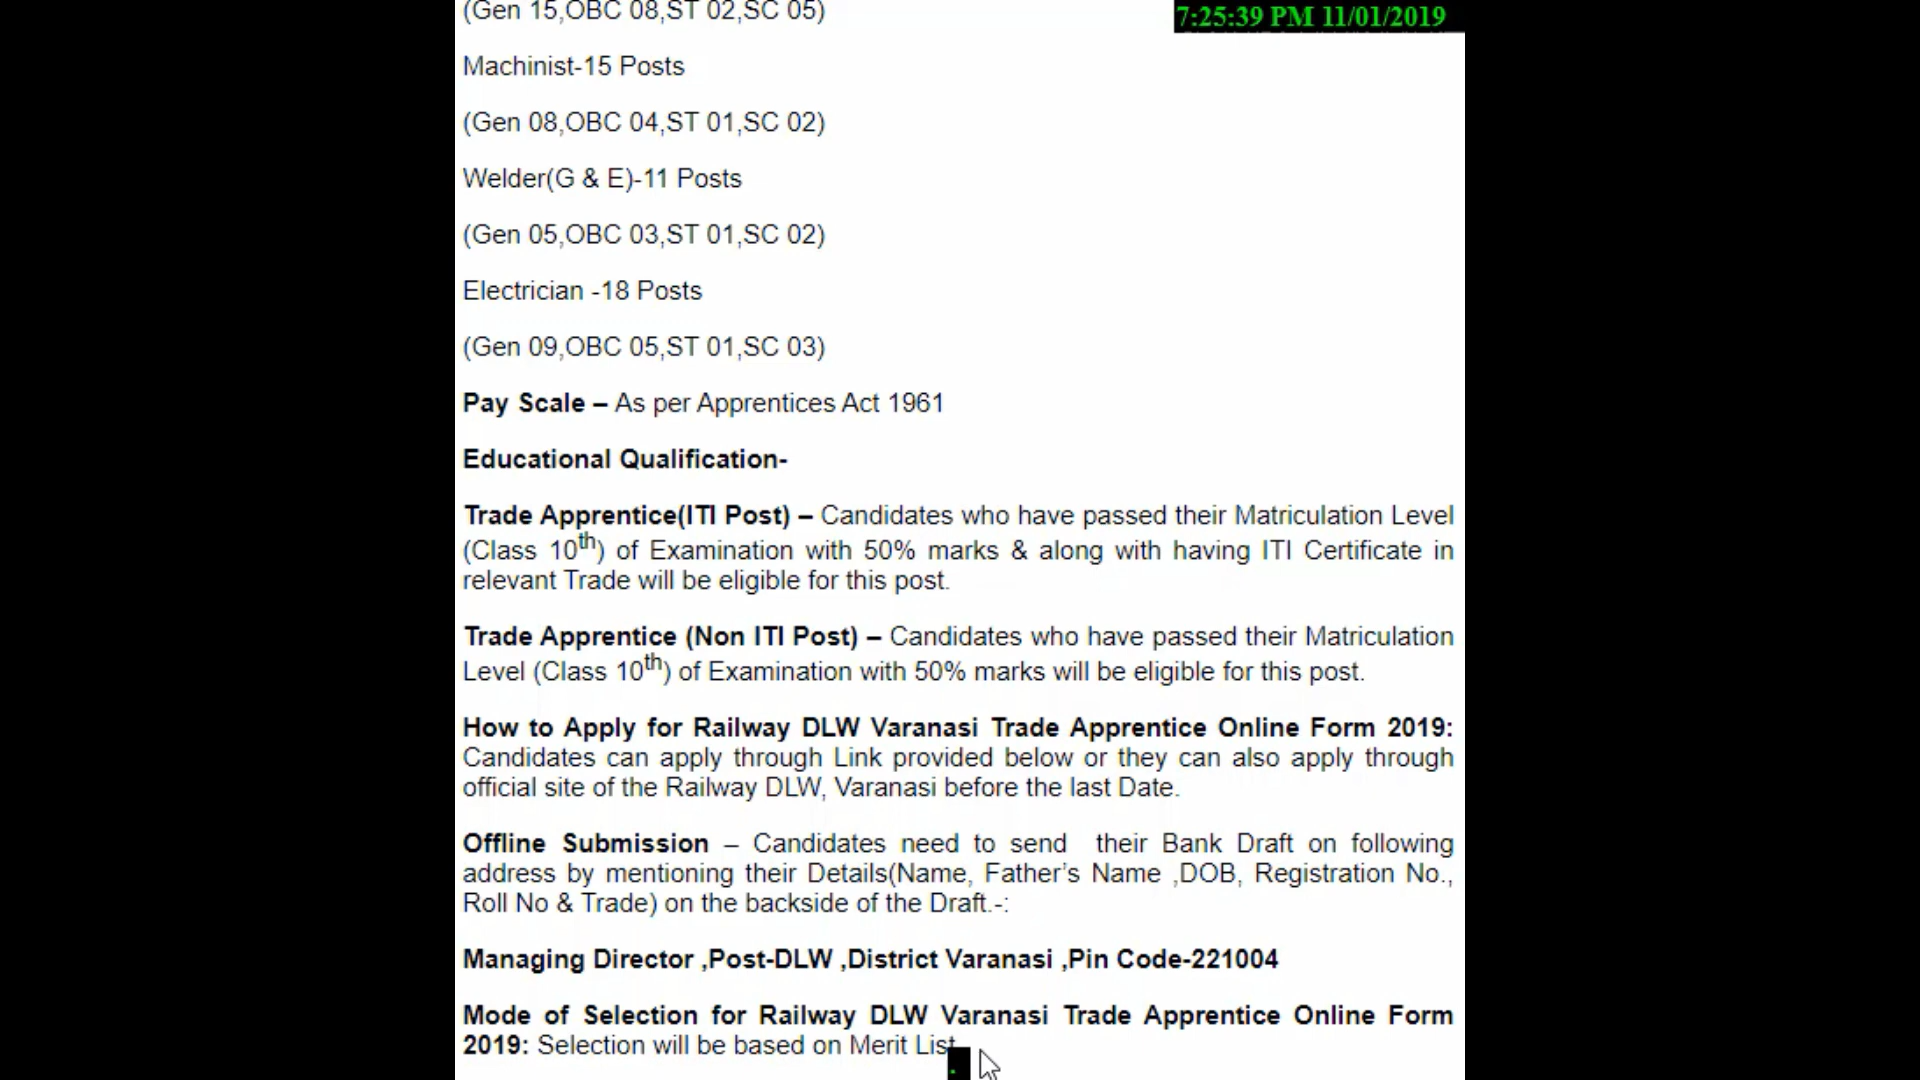 (Gen 15,OBC 08,ST 02,SC 05)
7:25:39 PM 11/01/2019
Machinist-15 Posts
(Gen 08,OBC 04,ST 01,SC 02)
Welder(G & E)-11 Posts
(Gen 05,OBC 03,ST 01,SC 02)
Electrician -18 Posts
(Gen 09,OBC 05,ST 01,SC 03)
Pay Scale – As per Apprentices Act 1961
Educational Qualification-
Trade Apprentice(ITI Post) – Candidates who have passed their Matriculation Level
(Class 10th) of Examination with 50% marks & along with having ITI Certificate in
relevant Trade will be eligible for this post.
Trade Apprentice (Non ITI Post) – Candidates who have passed their Matriculation
Level (Class 10th) of Examination with 50% marks will be eligible for this post.
How to Apply for Railway DLW Varanasi Trade Apprentice Online Form 2019:
Candidates can apply through Link provided below or they can also apply through
official site of the Railway DLW, Varanasi before the last Date.
Offline Submission – Candidates need to send  their Bank Draft on following
address by mentioning their Details(Name, Father’s Name ,DOB, Registration No.,
Roll No & Trade) on the backside of the Draft.-:
Managing Director ,Post-DLW ,District Varanasi ,Pin Code-221004
Mode of Selection for Railway DLW Varanasi Trade Apprentice Online Form
2019: Selection will be based on Merit List.